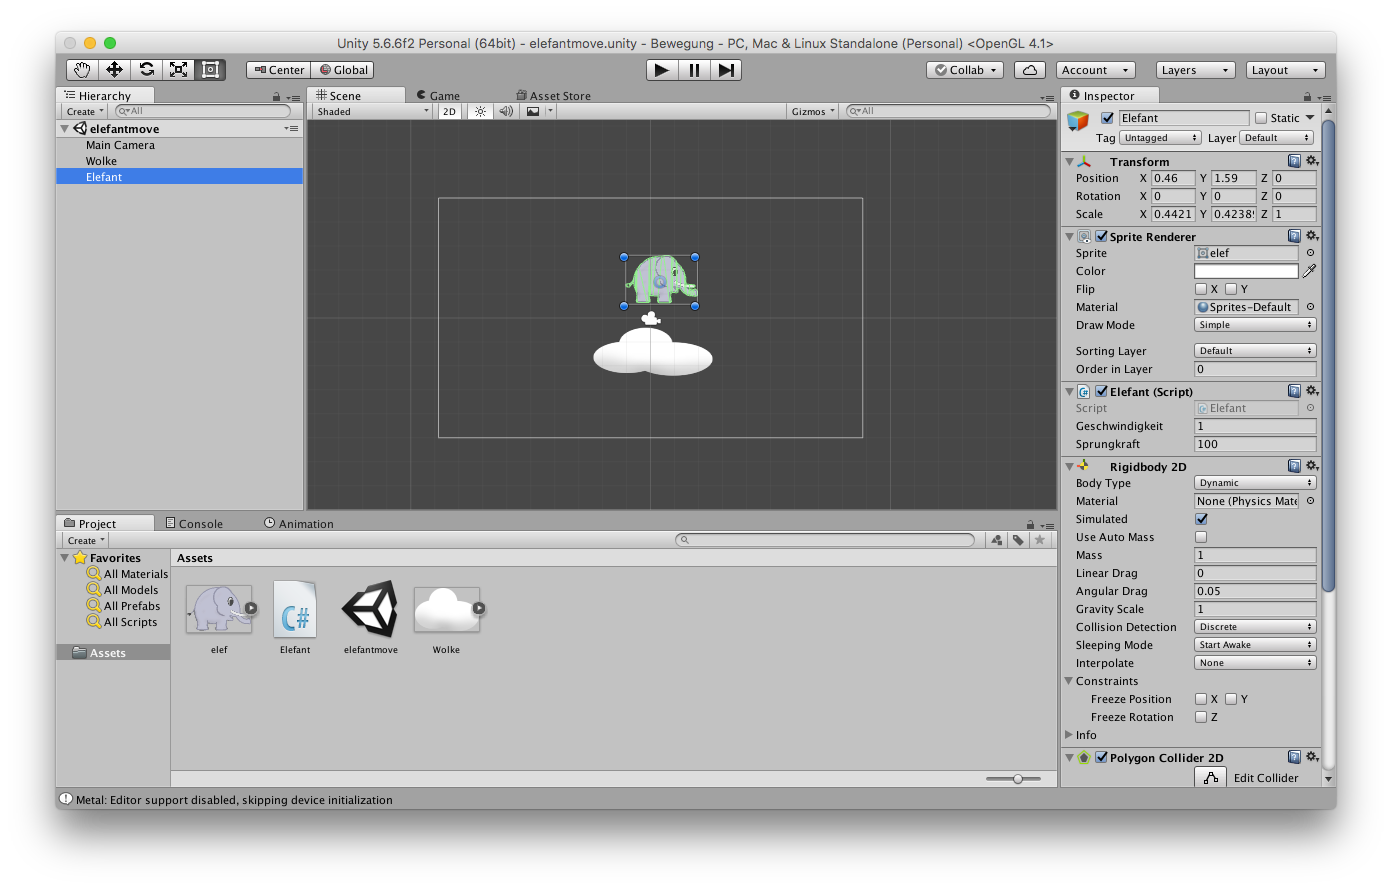 Unity 5.6.6f2 Personal (64bit) - elefantmove.unity - Bewegung - PC, Mac & Linux Standalone (Personal) <OpenGL 4.1>
Center Global
Collab Account Layers Layout
Hierarchy
Create All
elefantmove
Main Camera
Wolke
Elefant
Scene Game Asset Store
Shaded 2D Gizmos All
Inspector
Elefant Static
Tag Untagged Layer Default
Transform
Position X 0.46 Y 1.59 Z 0
Rotation X 0 Y 0 Z 0
Scale X 0.4421 Y 0.4238 Z 1
Sprite Renderer
Sprite elef
Color
Flip X Y
Material Sprites-Default
Draw Mode Simple
Sorting Layer Default
Order in Layer 0
C# Elefant (Script)
Script Elefant
Geschwindigkeit 1
Sprungkraft 100
Rigidbody 2D
Body Type Dynamic
Material None (Physics Mate
Simulated
Use Auto Mass
Mass 1
Linear Drag 0
Angular Drag 0.05
Gravity Scale 1
Collision Detection Discrete
Sleeping Mode Start Awake
Interpolate None
Constraints
Freeze Position X Y
Freeze Rotation Z
Info
Polygon Collider 2D
Edit Collider
Project Console Animation
Create
Favorites
All Materials
All Models
All Prefabs
All Scripts
Assets
Assets
C#
elef Elefant elefantmove Wolke
Metal: Editor support disabled, skipping device initialization